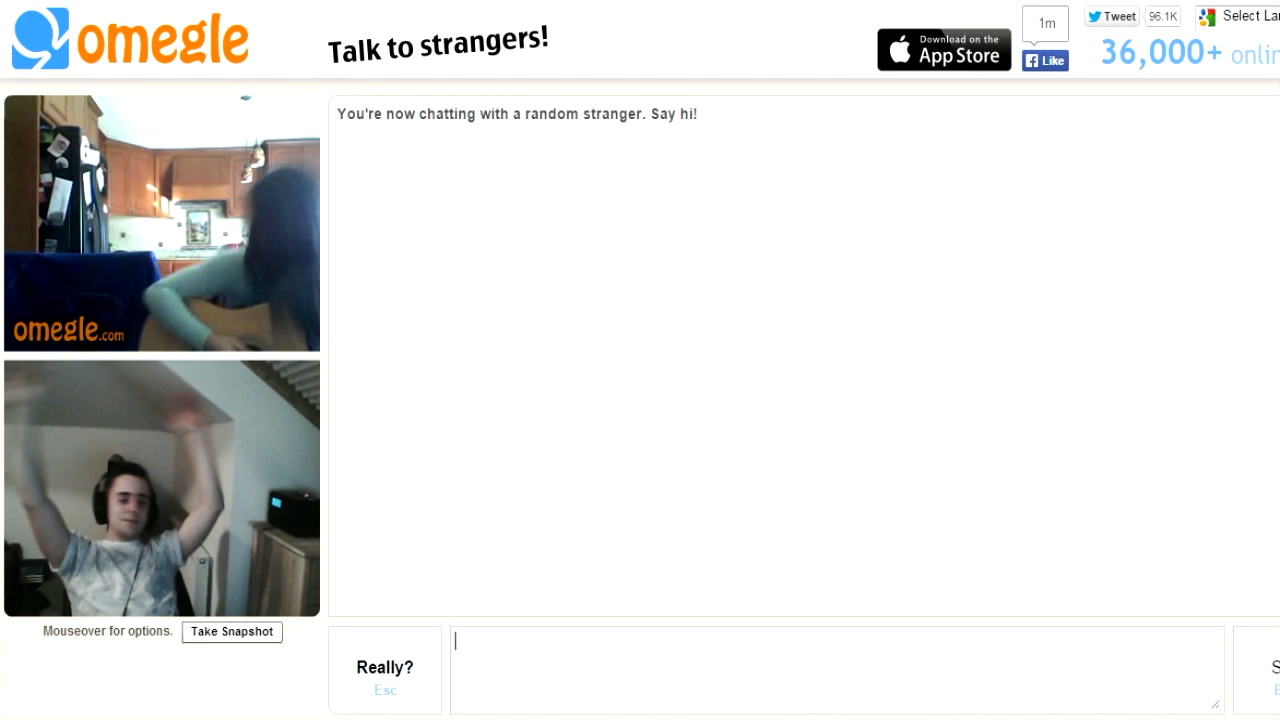 omegle
Talk to strangers!
Download on the
App Store
1m
Like
Tweet
96.1K
Select
36,000+
omegle.com
You're now chatting with a random stranger. Say hi!
Mouseover for options.
Take Snapshot
Really?
Esc